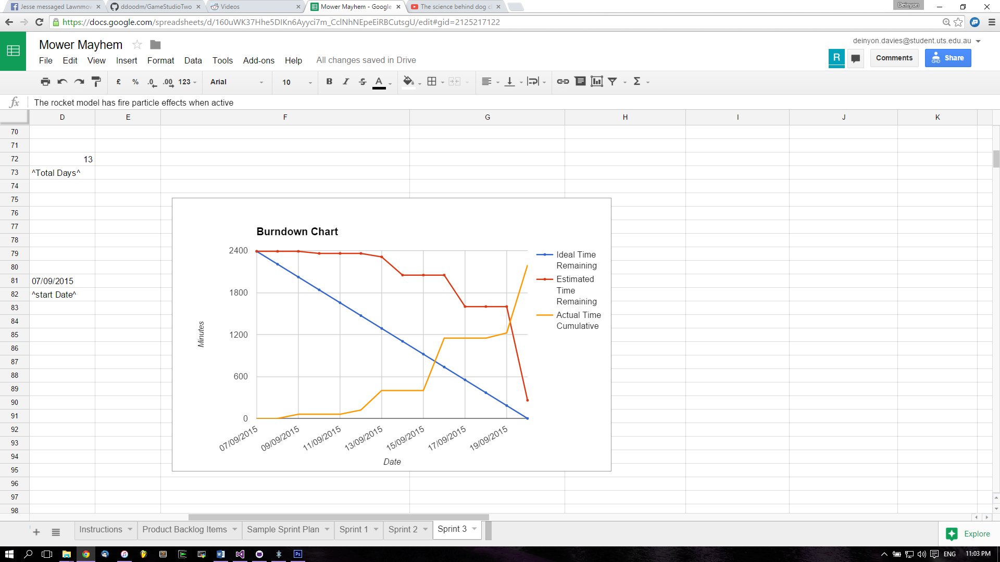 Jesse messaged Lawnmow
ddoodm/GameStudioTwo
Videos
Mower Mayhem - Google
The science behind dog cl
Deinyon
https://docs.google.com/spreadsheets/d/160uWK37Hhe5DIKn6Ayyci7m_CclNhNEpeEiRBCutsgU/edit#gid=2125217122
Mower Mayhem
deinyon.davies@student.uts.edu.au
File Edit View Insert Format Data Tools Add-ons Help All changes saved in Drive
R
Comments
Share
£ % .0 .00 123 Arial 10 B I S A Σ
fx The rocket model has fire particle effects when active
D E F G H I J K
70
71
72 13
73 ^Total Days^
74
75
76
77
78
79
80
81 07/09/2015
82 ^start Date^
83
84
85
86
87
88
89
90
91
92
93
94
95
96
97
98
Burndown Chart
2400
1800
1200
600
0
Minutes
07/09/2015 09/09/2015 11/09/2015 13/09/2015 15/09/2015 17/09/2015 19/09/2015
Date
Ideal Time
Remaining
Estimated
Time
Remaining
Actual Time
Cumulative
Instructions Product Backlog Items Sample Sprint Plan Sprint 1 Sprint 2 Sprint 3
Explore
Ps
ENG 11:03 PM